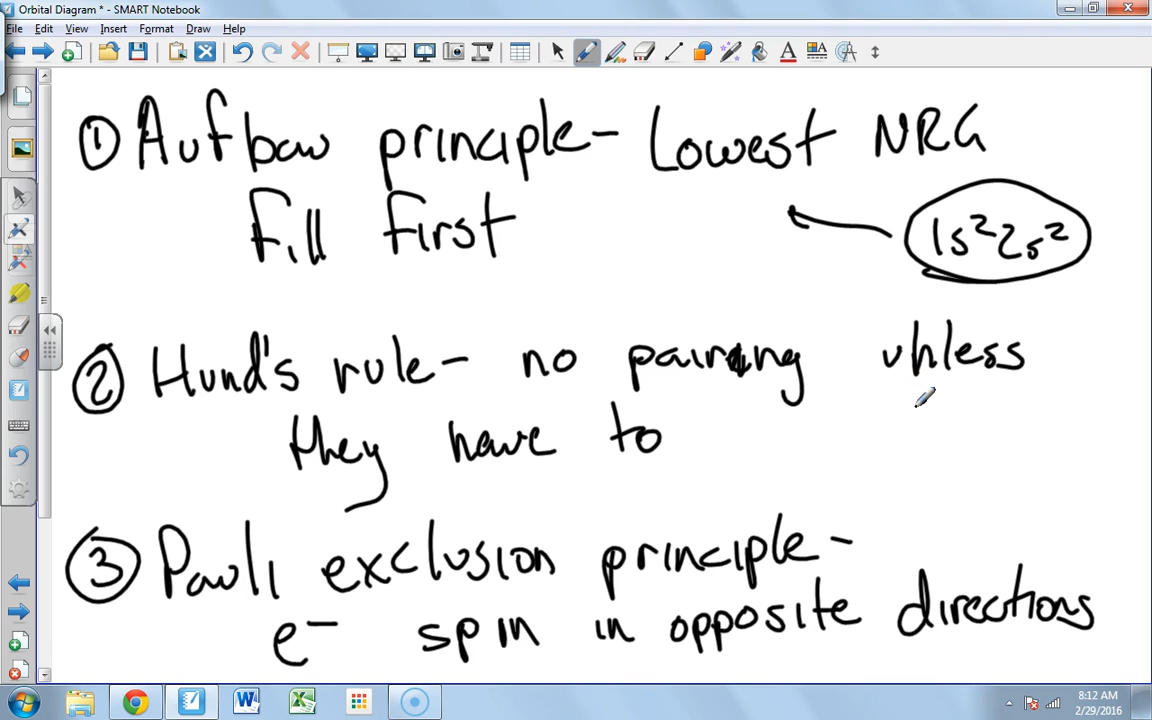 Orbital Diagram * - SMART Notebook
File Edit View Insert Format Draw Help
① Aufbau principle- Lowest NRG
Fill First
1s²2s²
② Hund's rule- no pairing unless
they have to
③ Pauli exclusion principle-
e⁻ spin in opposite directions
8:12 AM
2/29/2016